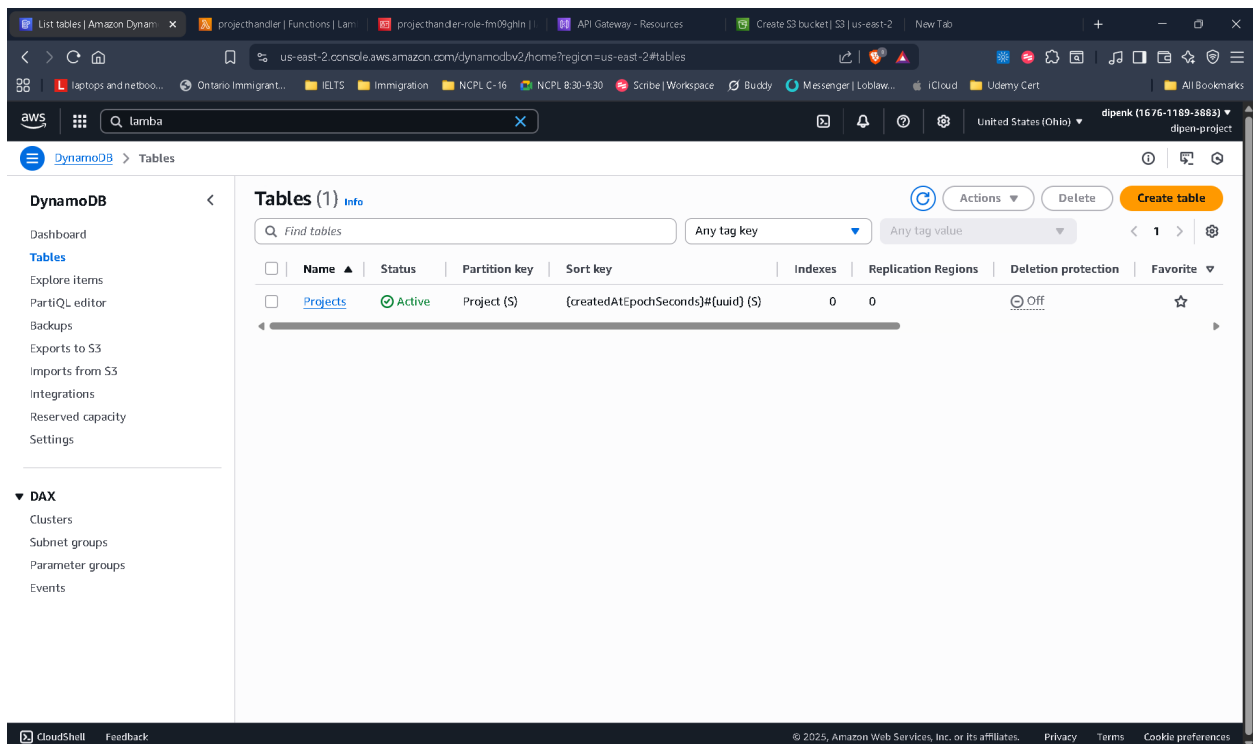 List tables | Amazon Dynam
projecthandler | Functions | Lam
projecthandler-role-fm09ghln | I
API Gateway - Resources
Create S3 bucket | S3 | us-east-2
New Tab
us-east-2.console.aws.amazon.com/dynamodbv2/home?region=us-east-2#tables
laptops and netboo...
Ontario Immigrant...
IELTS
Immigration
NCPL C-16
NCPL 8:30-9:30
Scribe | Workspace
Buddy
Messenger | Loblaw...
iCloud
Udemy Cert
All Bookmarks
aws
lamba
United States (Ohio)
dipenk (1676-1189-3883)
dipen-project
DynamoDB > Tables
DynamoDB
Dashboard
Tables
Explore items
PartiQL editor
Backups
Exports to S3
Imports from S3
Integrations
Reserved capacity
Settings
DAX
Clusters
Subnet groups
Parameter groups
Events
Tables (1) Info
Actions
Delete
Create table
Find tables
Any tag key
Any tag value
1
Name Status Partition key Sort key Indexes Replication Regions Deletion protection Favorite
Projects Active Project (S) {createdAtEpochSeconds}#{uuid} (S) 0 0 Off
CloudShell Feedback © 2025, Amazon Web Services, Inc. or its affiliates. Privacy Terms Cookie preferences